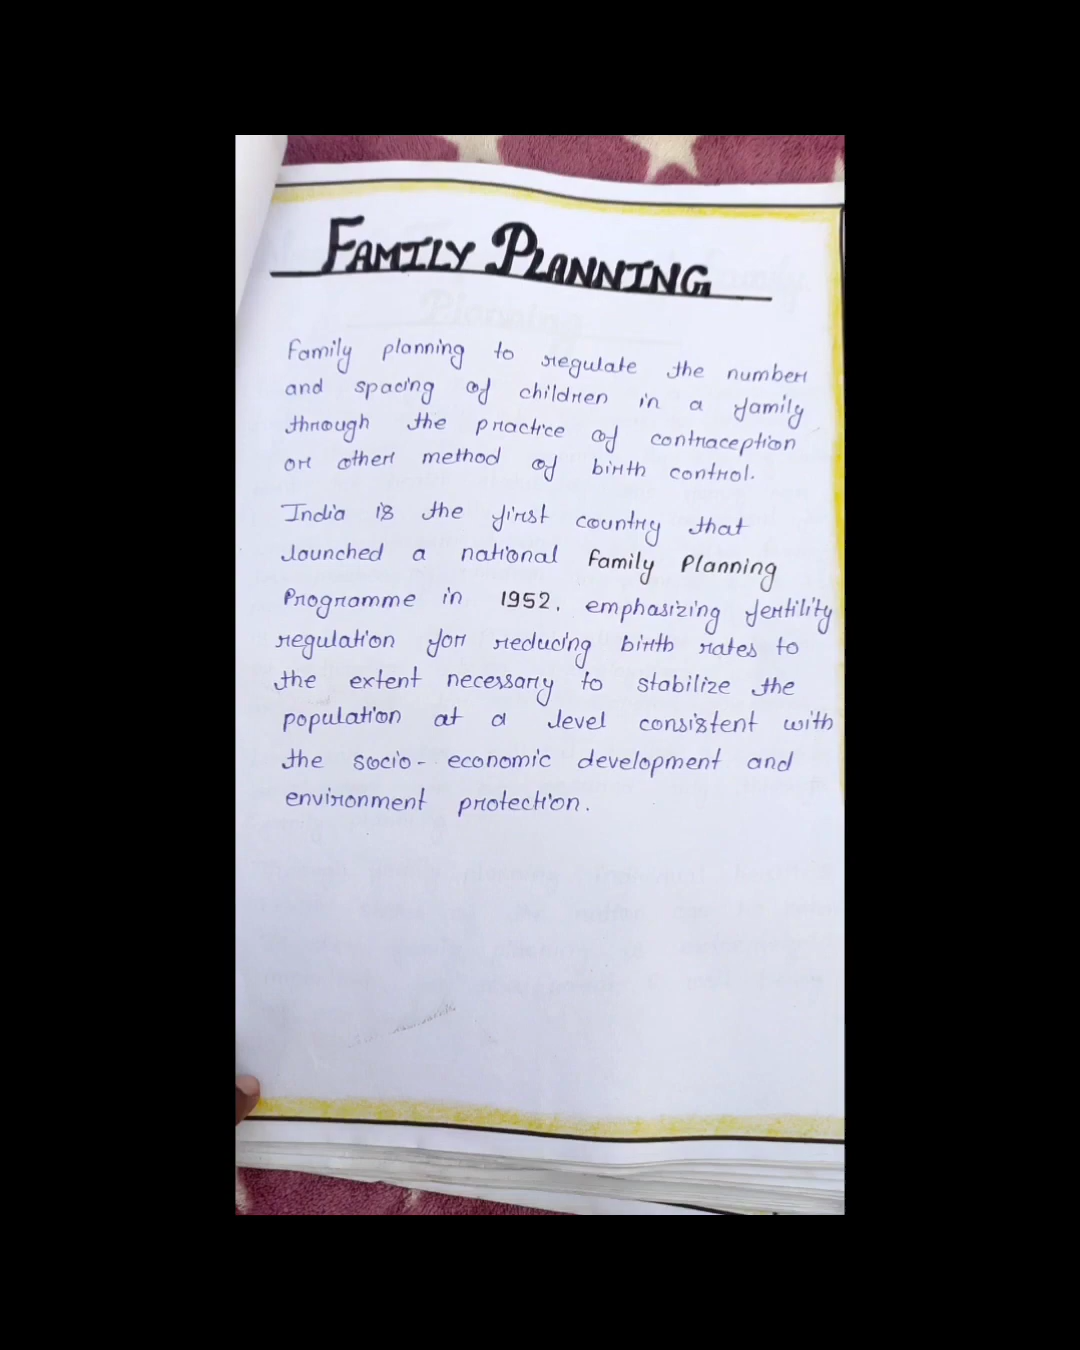 FAMILY PLANNING
Family planning to regulate the number
and spacing of children in a family
through the practice of contraception
or other method of birth control.
India is the first country that
launched a national Family Planning
Programme in 1952, emphasizing fertility
regulation for reducing birth rates to
the extent necessary to stabilize the
population at a level consistent with
the socio- economic development and
environment protection.